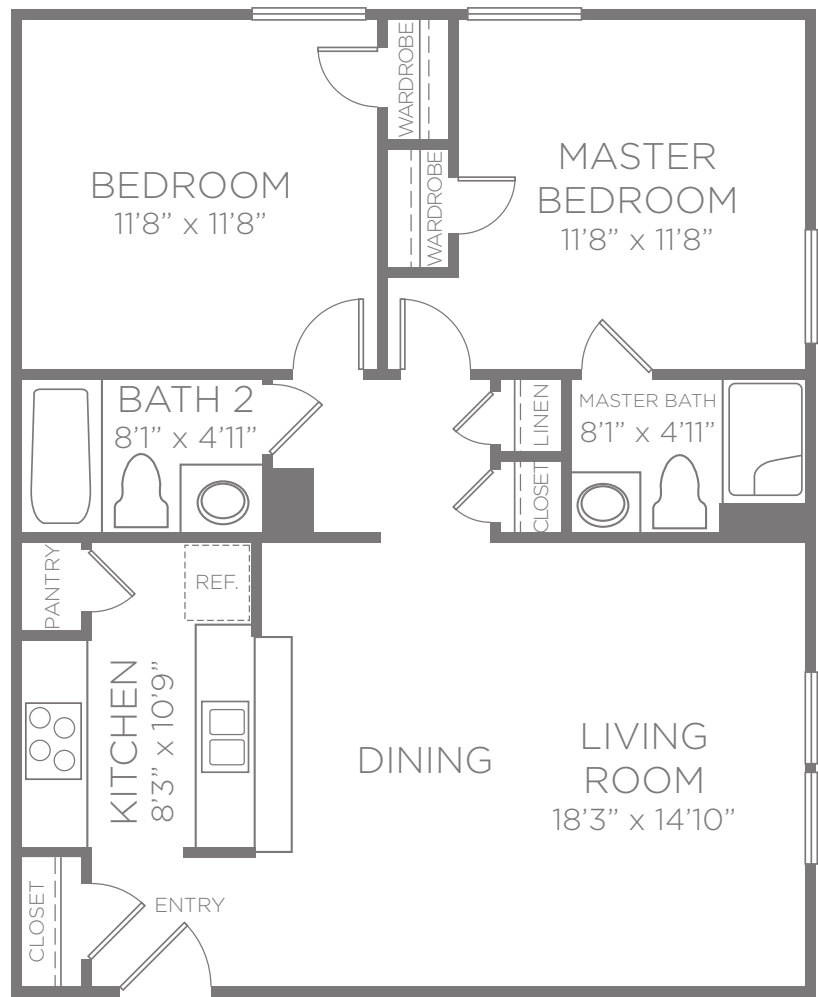 WARDROBE
WARDROBE
BEDROOM
11'8” x 11'8”
MASTER
BEDROOM
11'8” x 11'8”
BATH 2
8'1” x 4'11”
LINEN
CLOSET
MASTER BATH
8'1” x 4'11”
PANTRY
REF.
KITCHEN
8'3” x 10'9”
DINING
LIVING
ROOM
18'3” x 14'10”
CLOSET
ENTRY